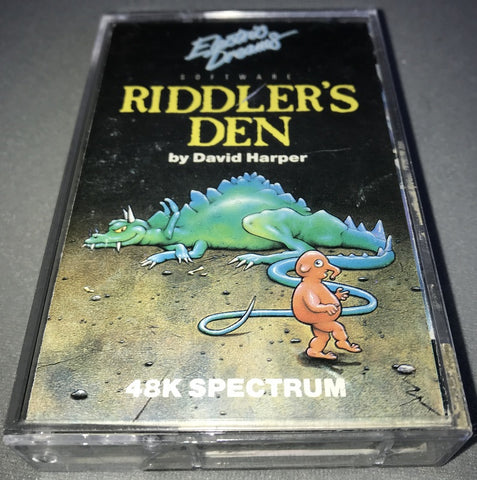 Electric
Dreams
SOFTWARE
RIDDLER'S
DEN
by David Harper
48K SPECTRUM